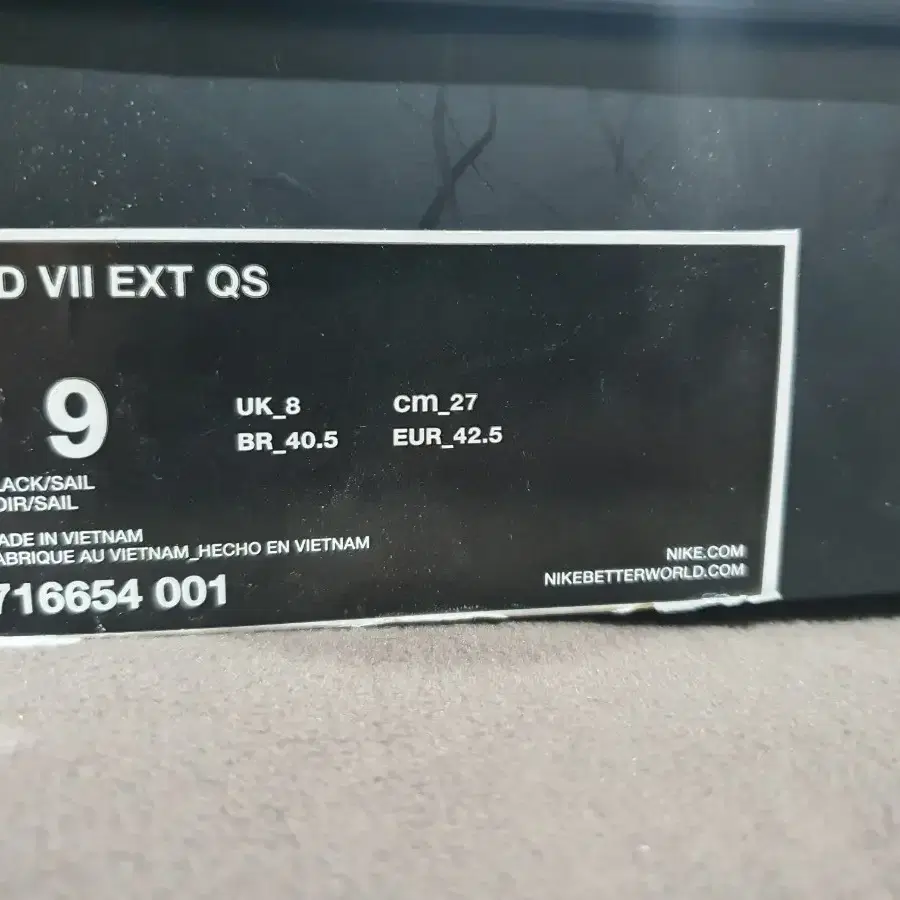 D VII EXT QS
9
UK_8 cm_27
BR_40.5 EUR_42.5
LACK/SAIL
OIR/SAIL
ADE IN VIETNAM
ABRIQUE AU VIETNAM_HECHO EN VIETNAM
716654 001
NIKE.COM
NIKEBETTERWORLD.COM